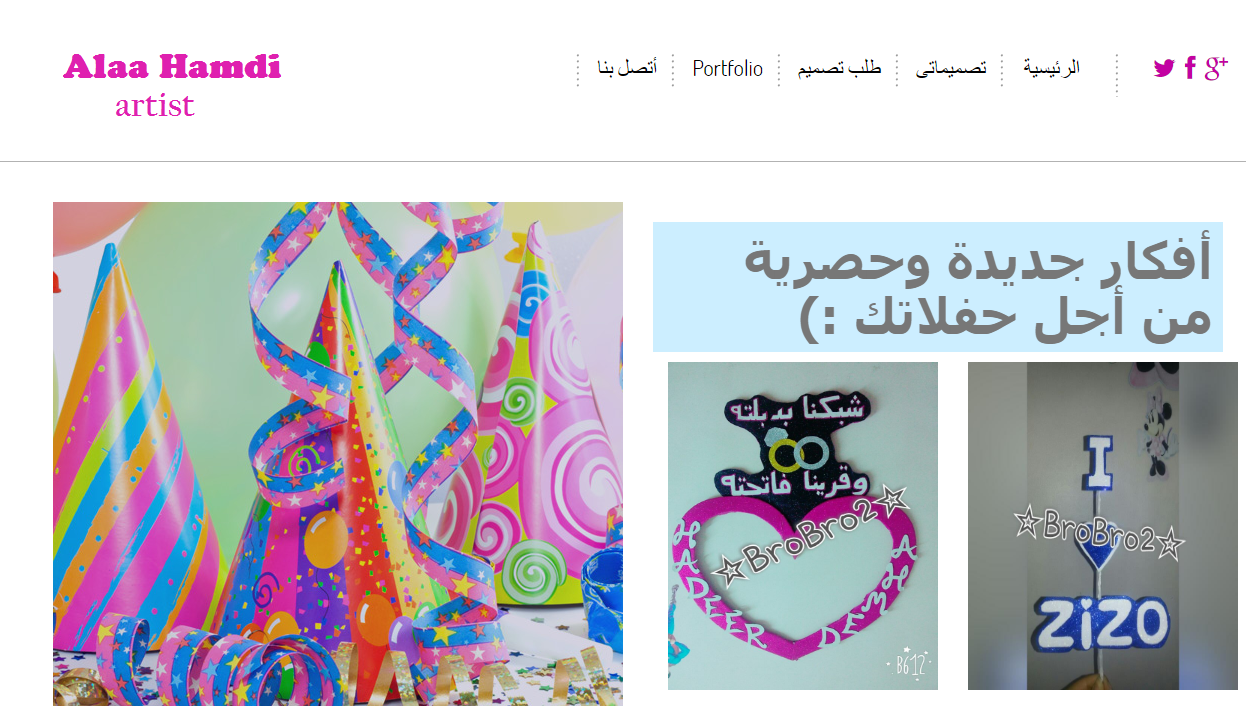 Alaa Hamdi
artist
الرئيسية
تصميماتى
طلب تصميم
Portfolio
أتصل بنا
أفكار جديدة وحصرية
من أجل حفلاتك :)
شبكنا بدبلته
وقرينا فاتحته
☆BroBro2☆
HADEER
AHMED
B612
I
☆BroBro2☆
ZiZO